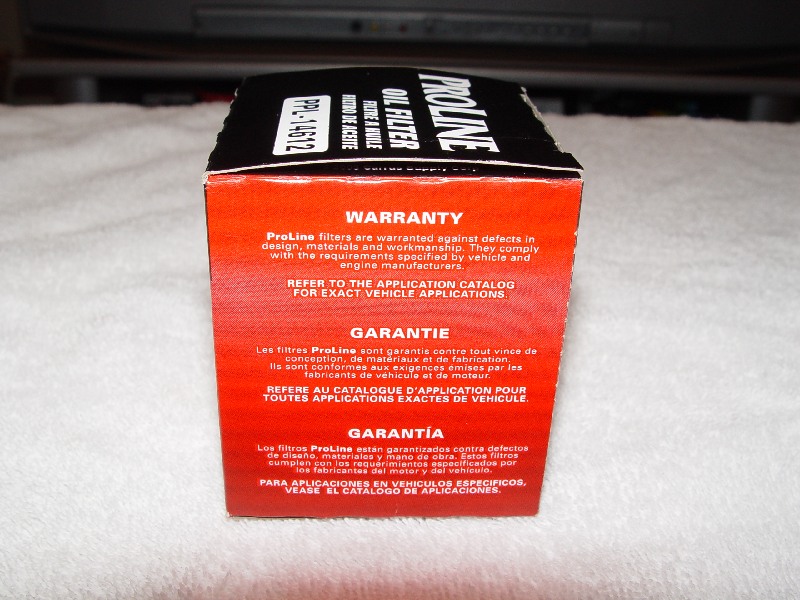 PROLINE
OIL FILTER
FILTRE A HUILE
FILTRO DE ACEITE
PPL-14612
WARRANTY
ProLine filters are warranted against defects in
design, materials and workmanship. They comply
with the requirements specified by vehicle and
engine manufacturers.
REFER TO THE APPLICATION CATALOG
FOR EXACT VEHICLE APPLICATIONS.
GARANTIE
Les filtres ProLine sont garantis contre tout vince de
conception, de matériaux et de fabrication.
Ils sont conformes aux exigences émises par les
fabricants de véhicule et de moteur.
REFERE AU CATALOGUE D'APPLICATION POUR
TOUTES APPLICATIONS EXACTES DE VEHICULE.
GARANTÍA
Los filtros ProLine están garantizados contra defectos
de diseño, materiales y mano de obra. Estos filtros
cumplen con los requerimientos especificados por
los fabricantes del motor y del vehículo.
PARA APLICACIONES EN VEHICULOS ESPECIFICOS,
VEASE EL CATALOGO DE APLICACIONES.